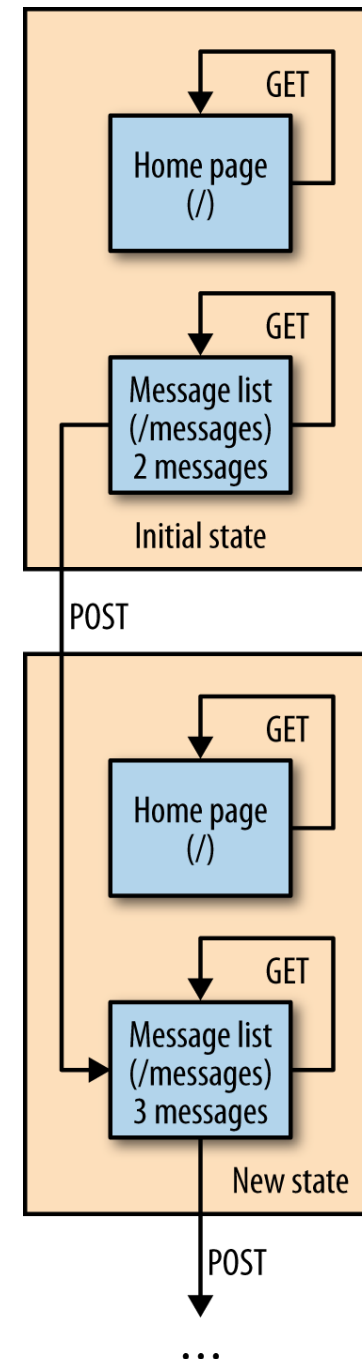 GET
Home page
(/)
GET
Message list
(/messages)
2 messages
Initial state
POST
GET
Home page
(/)
GET
Message list
(/messages)
3 messages
New state
POST
...